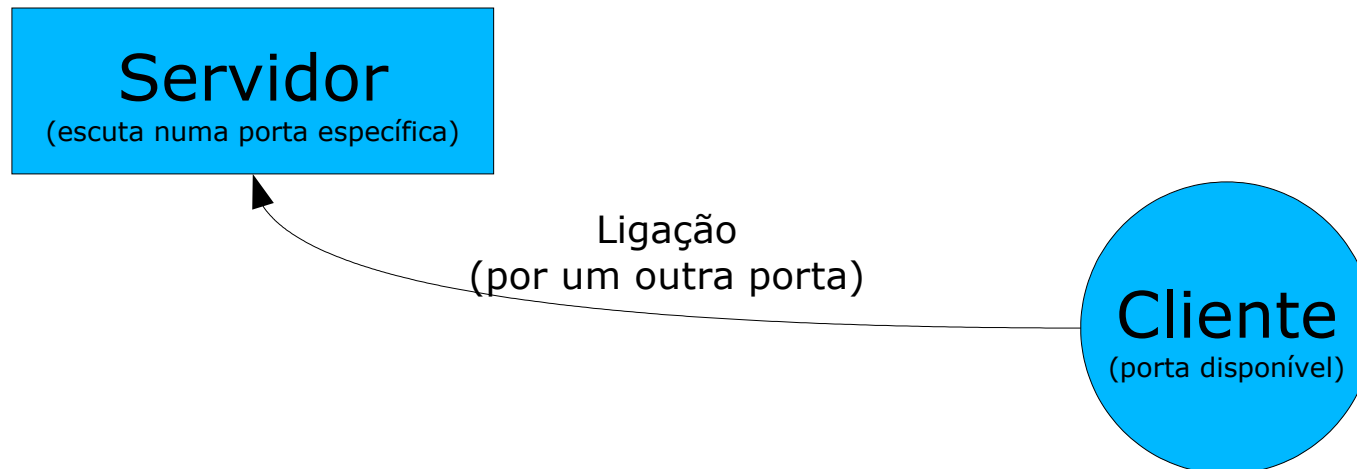 Servidor
(escuta numa porta específica)
Ligação
(por um outra porta)
Cliente
(porta disponível)